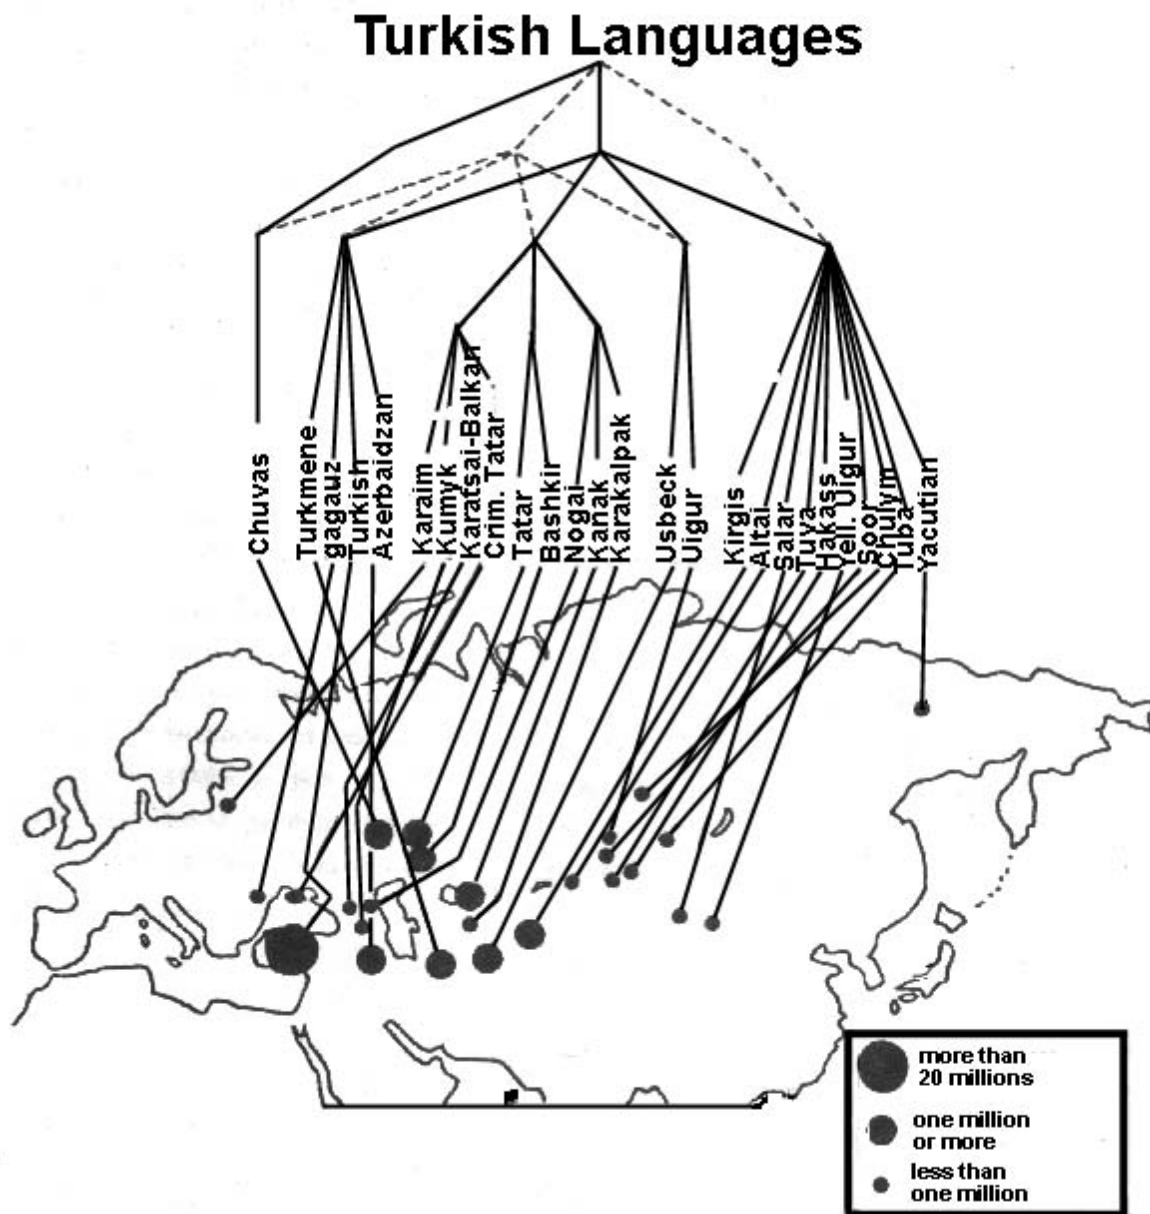 Turkish Languages
Chuvas
Turkmene
gagauz
Turkish
Azerbaidzan
Karaim
Kumyk
Karatsai-Balkan
Crim. Tatar
Tatar
Bashkir
Nogai
Kanak
Karakalpak
Usbeck
Uigur
Kirgis
Altai
Salar
Tuva
Hakass
Yell. Uigur
Soor
Chulym
Tuba
Yacutian
more than
20 millions
one million
or more
less than
one million